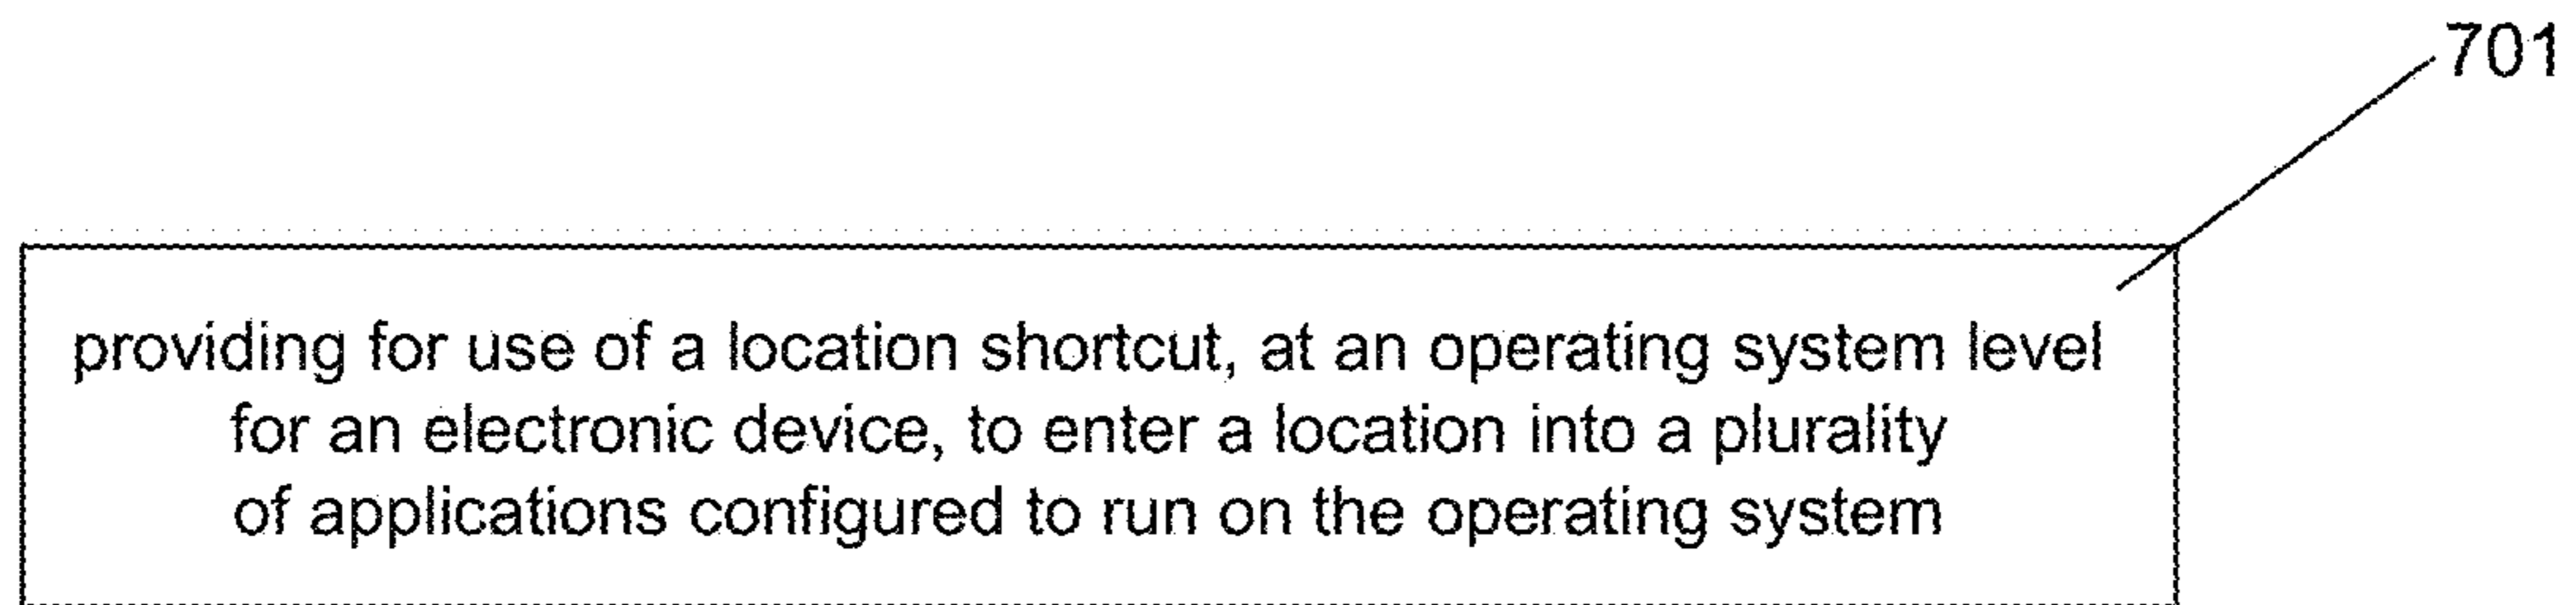 701
providing for use of a location shortcut, at an operating system level
for an electronic device, to enter a location into a plurality
of applications configured to run on the operating system